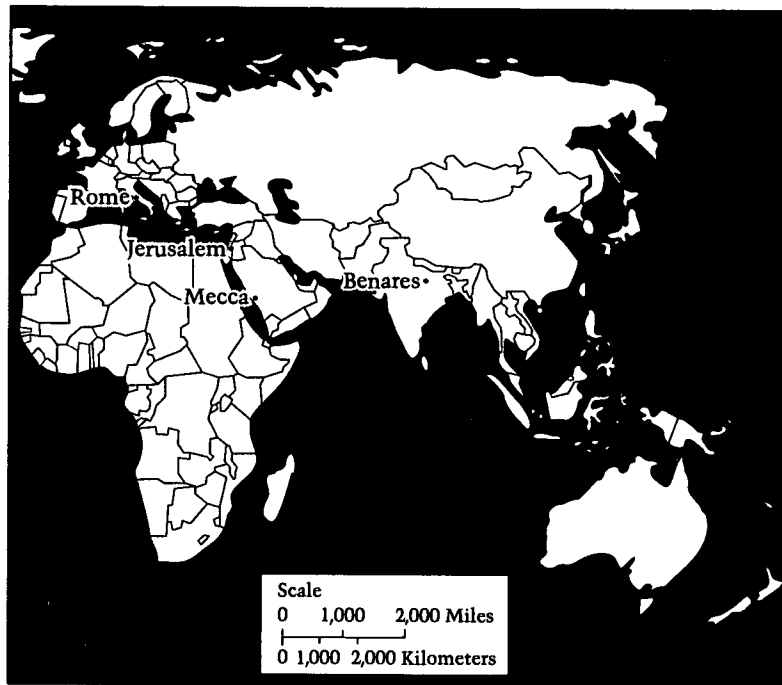 Rome
Jerusalem
Mecca
Benares
Scale
0 1,000 2,000 Miles
0 1,000 2,000 Kilometers